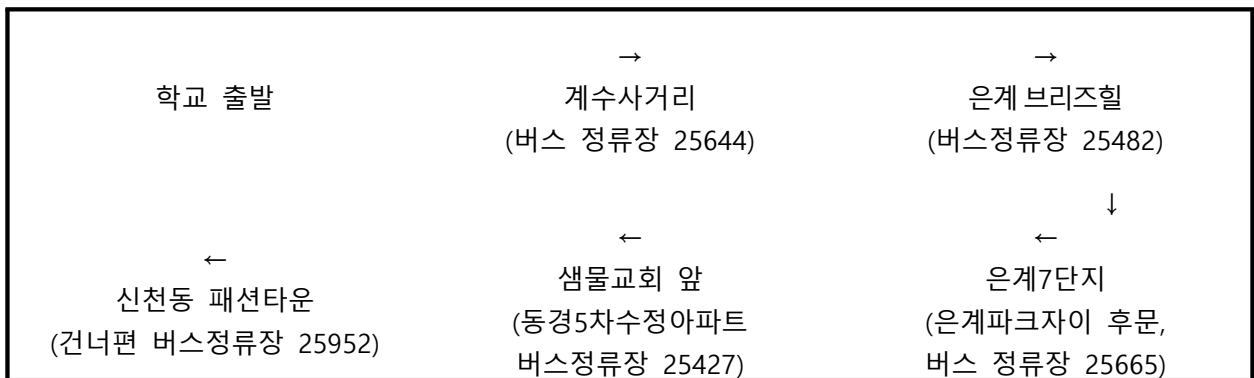 → →
학교 출발 계수사거리 은계 브리즈힐
(버스 정류장 25644) (버스정류장 25482)
↓
← ← ←
신천동 패션타운 샘물교회 앞 은계7단지
(건너편 버스정류장 25952) (동경5차수정아파트 (은계파크자이 후문,
버스정류장 25427) 버스 정류장 25665)